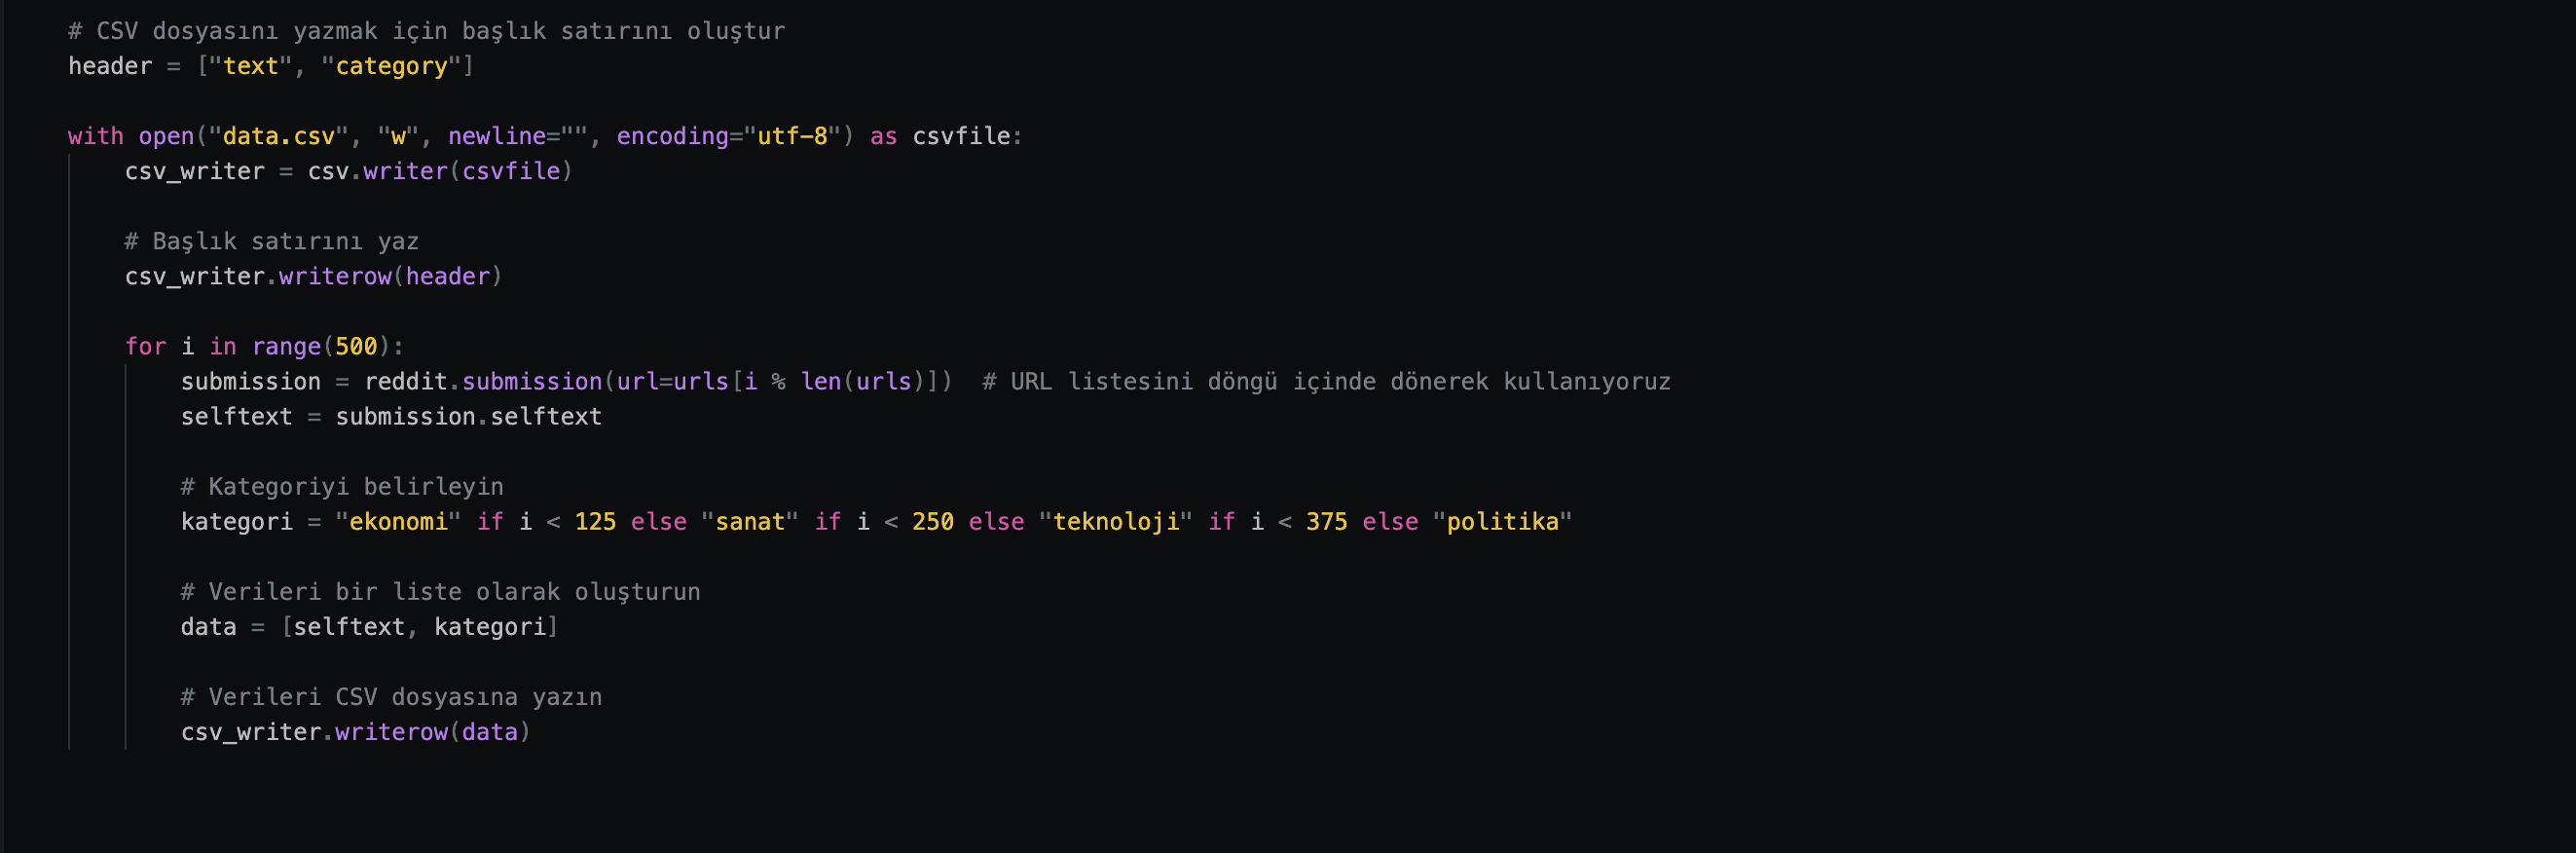 # CSV dosyasını yazmak için başlık satırını oluştur
header = ["text", "category"]
with open("data.csv", "w", newline="", encoding="utf-8") as csvfile:
csv_writer = csv.writer(csvfile)
# Başlık satırını yaz
csv_writer.writerow(header)
for i in range(500):
submission = reddit.submission(url=urls[i % len(urls)])  # URL listesini döngü içinde dönerek kullanıyoruz
selftext = submission.selftext
# Kategoriyi belirleyin
kategori = "ekonomi" if i < 125 else "sanat" if i < 250 else "teknoloji" if i < 375 else "politika"
# Verileri bir liste olarak oluşturun
data = [selftext, kategori]
# Verileri CSV dosyasına yazın
csv_writer.writerow(data)